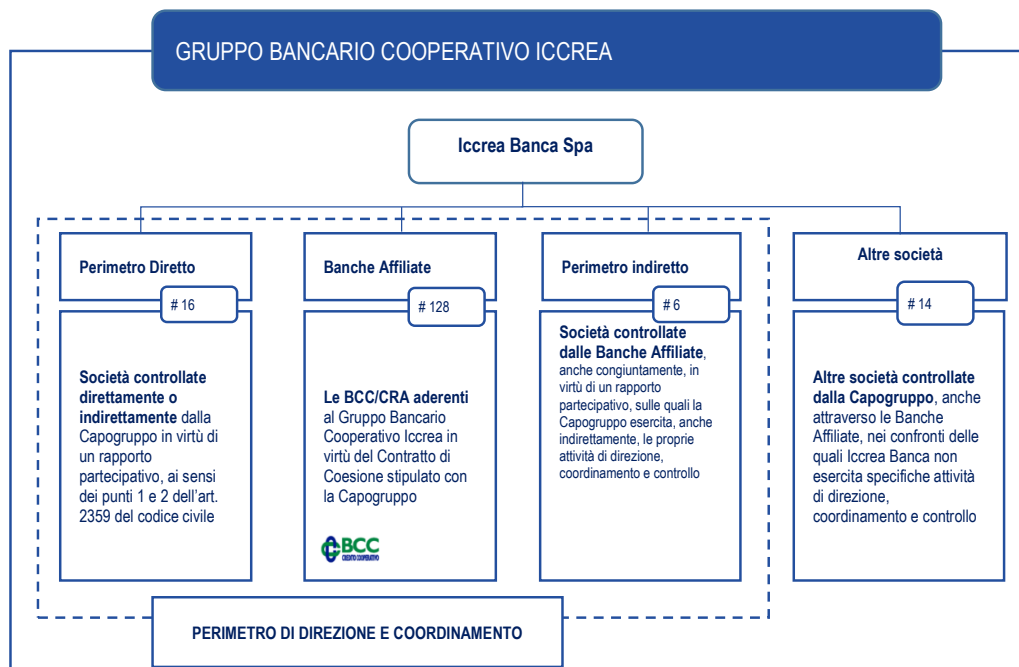 GRUPPO BANCARIO COOPERATIVO ICCREA
Iccrea Banca Spa
Perimetro Diretto
# 16
Società controllate
direttamente o
indirettamente dalla
Capogruppo in virtù di
un rapporto
partecipativo, ai sensi
dei punti 1 e 2 dell'art.
2359 del codice civile
Banche Affiliate
# 128
Le BCC/CRA aderenti
al Gruppo Bancario
Cooperativo Iccrea in
virtù del Contratto di
Coesione stipulato con
la Capogruppo
BCC
CREDITO COOPERATIVO
Perimetro indiretto
# 6
Società controllate
dalle Banche Affiliate,
anche congiuntamente, in
virtù di un rapporto
partecipativo, sulle quali la
Capogruppo esercita, anche
indirettamente, le proprie
attività di direzione,
coordinamento e controllo
Altre società
# 14
Altre società controllate
dalla Capogruppo, anche
attraverso le Banche
Affiliate, nei confronti delle
quali Iccrea Banca non
esercita specifiche attività
di direzione,
coordinamento e controllo
PERIMETRO DI DIREZIONE E COORDINAMENTO